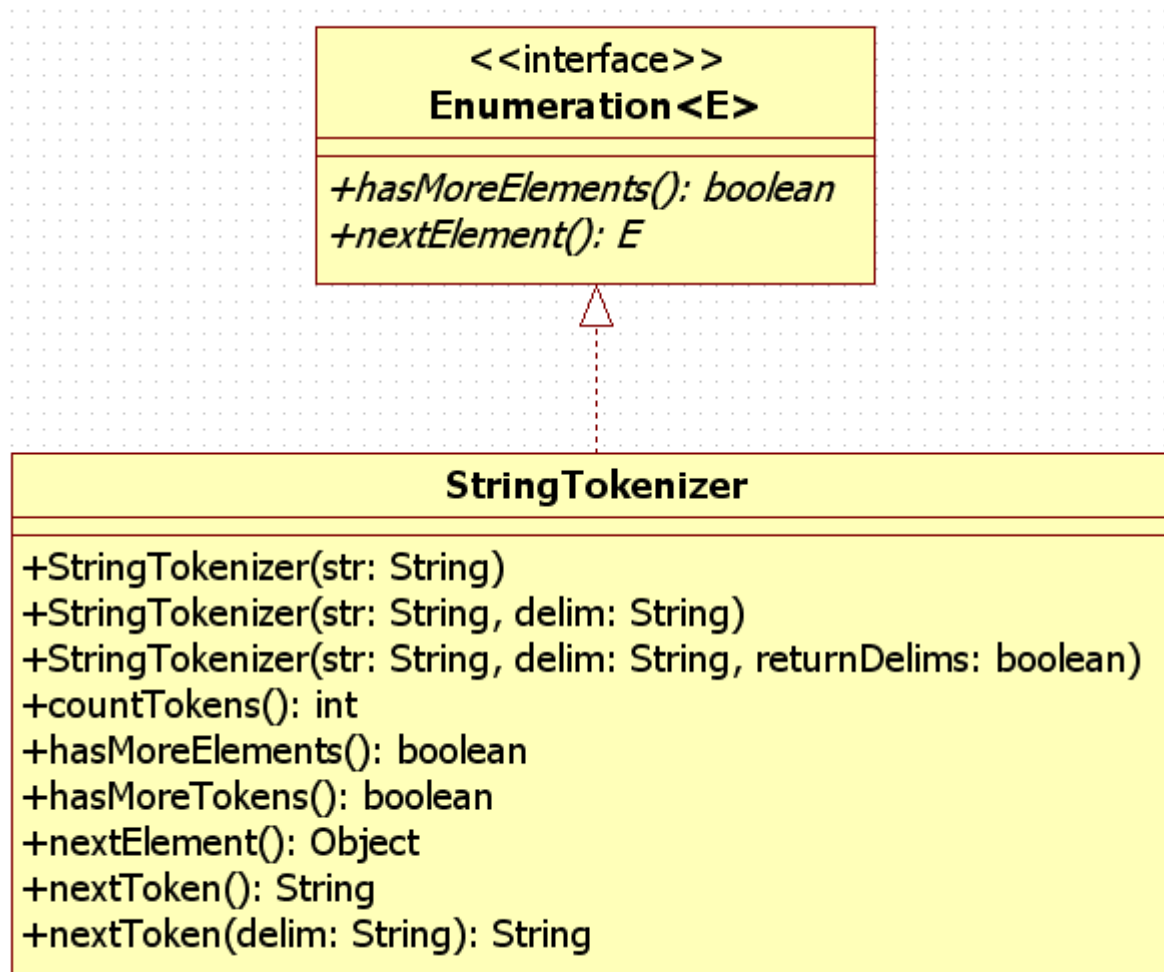 <<interface>>
Enumeration<E>
+hasMoreElements(): boolean
+nextElement(): E
StringTokenizer
+StringTokenizer(str: String)
+StringTokenizer(str: String, delim: String)
+StringTokenizer(str: String, delim: String, returnDelims: boolean)
+countTokens(): int
+hasMoreElements(): boolean
+hasMoreTokens(): boolean
+nextElement(): Object
+nextToken(): String
+nextToken(delim: String): String